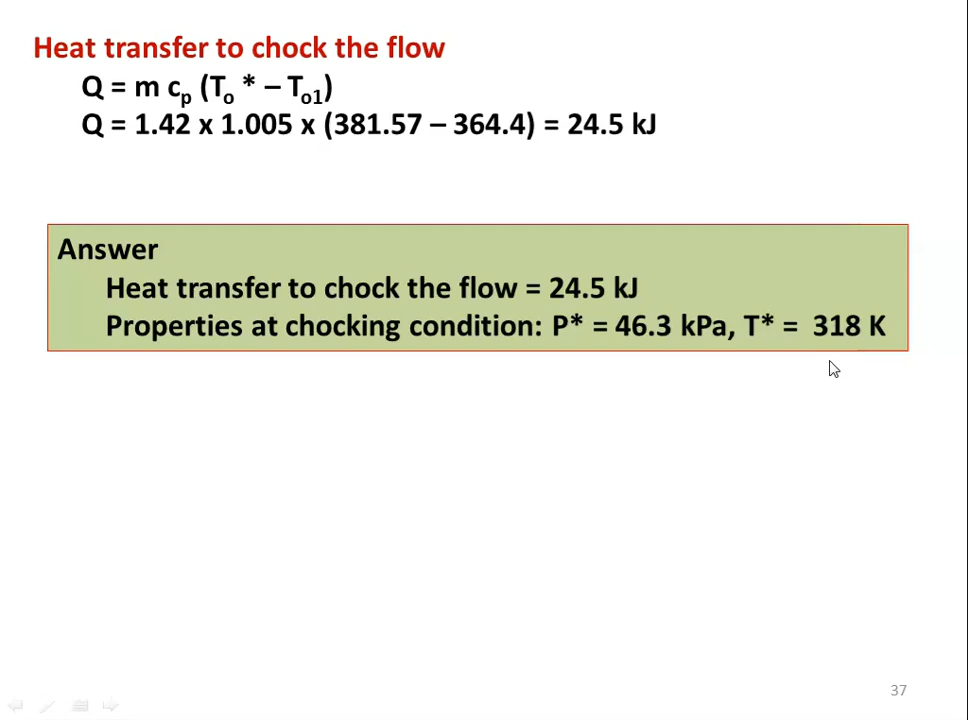 Heat transfer to chock the flow
Q = m cp (To * – To1)
Q = 1.42 x 1.005 x (381.57 – 364.4) = 24.5 kJ
Answer
Heat transfer to chock the flow = 24.5 kJ
Properties at chocking condition: P* = 46.3 kPa, T* = 318 K
37